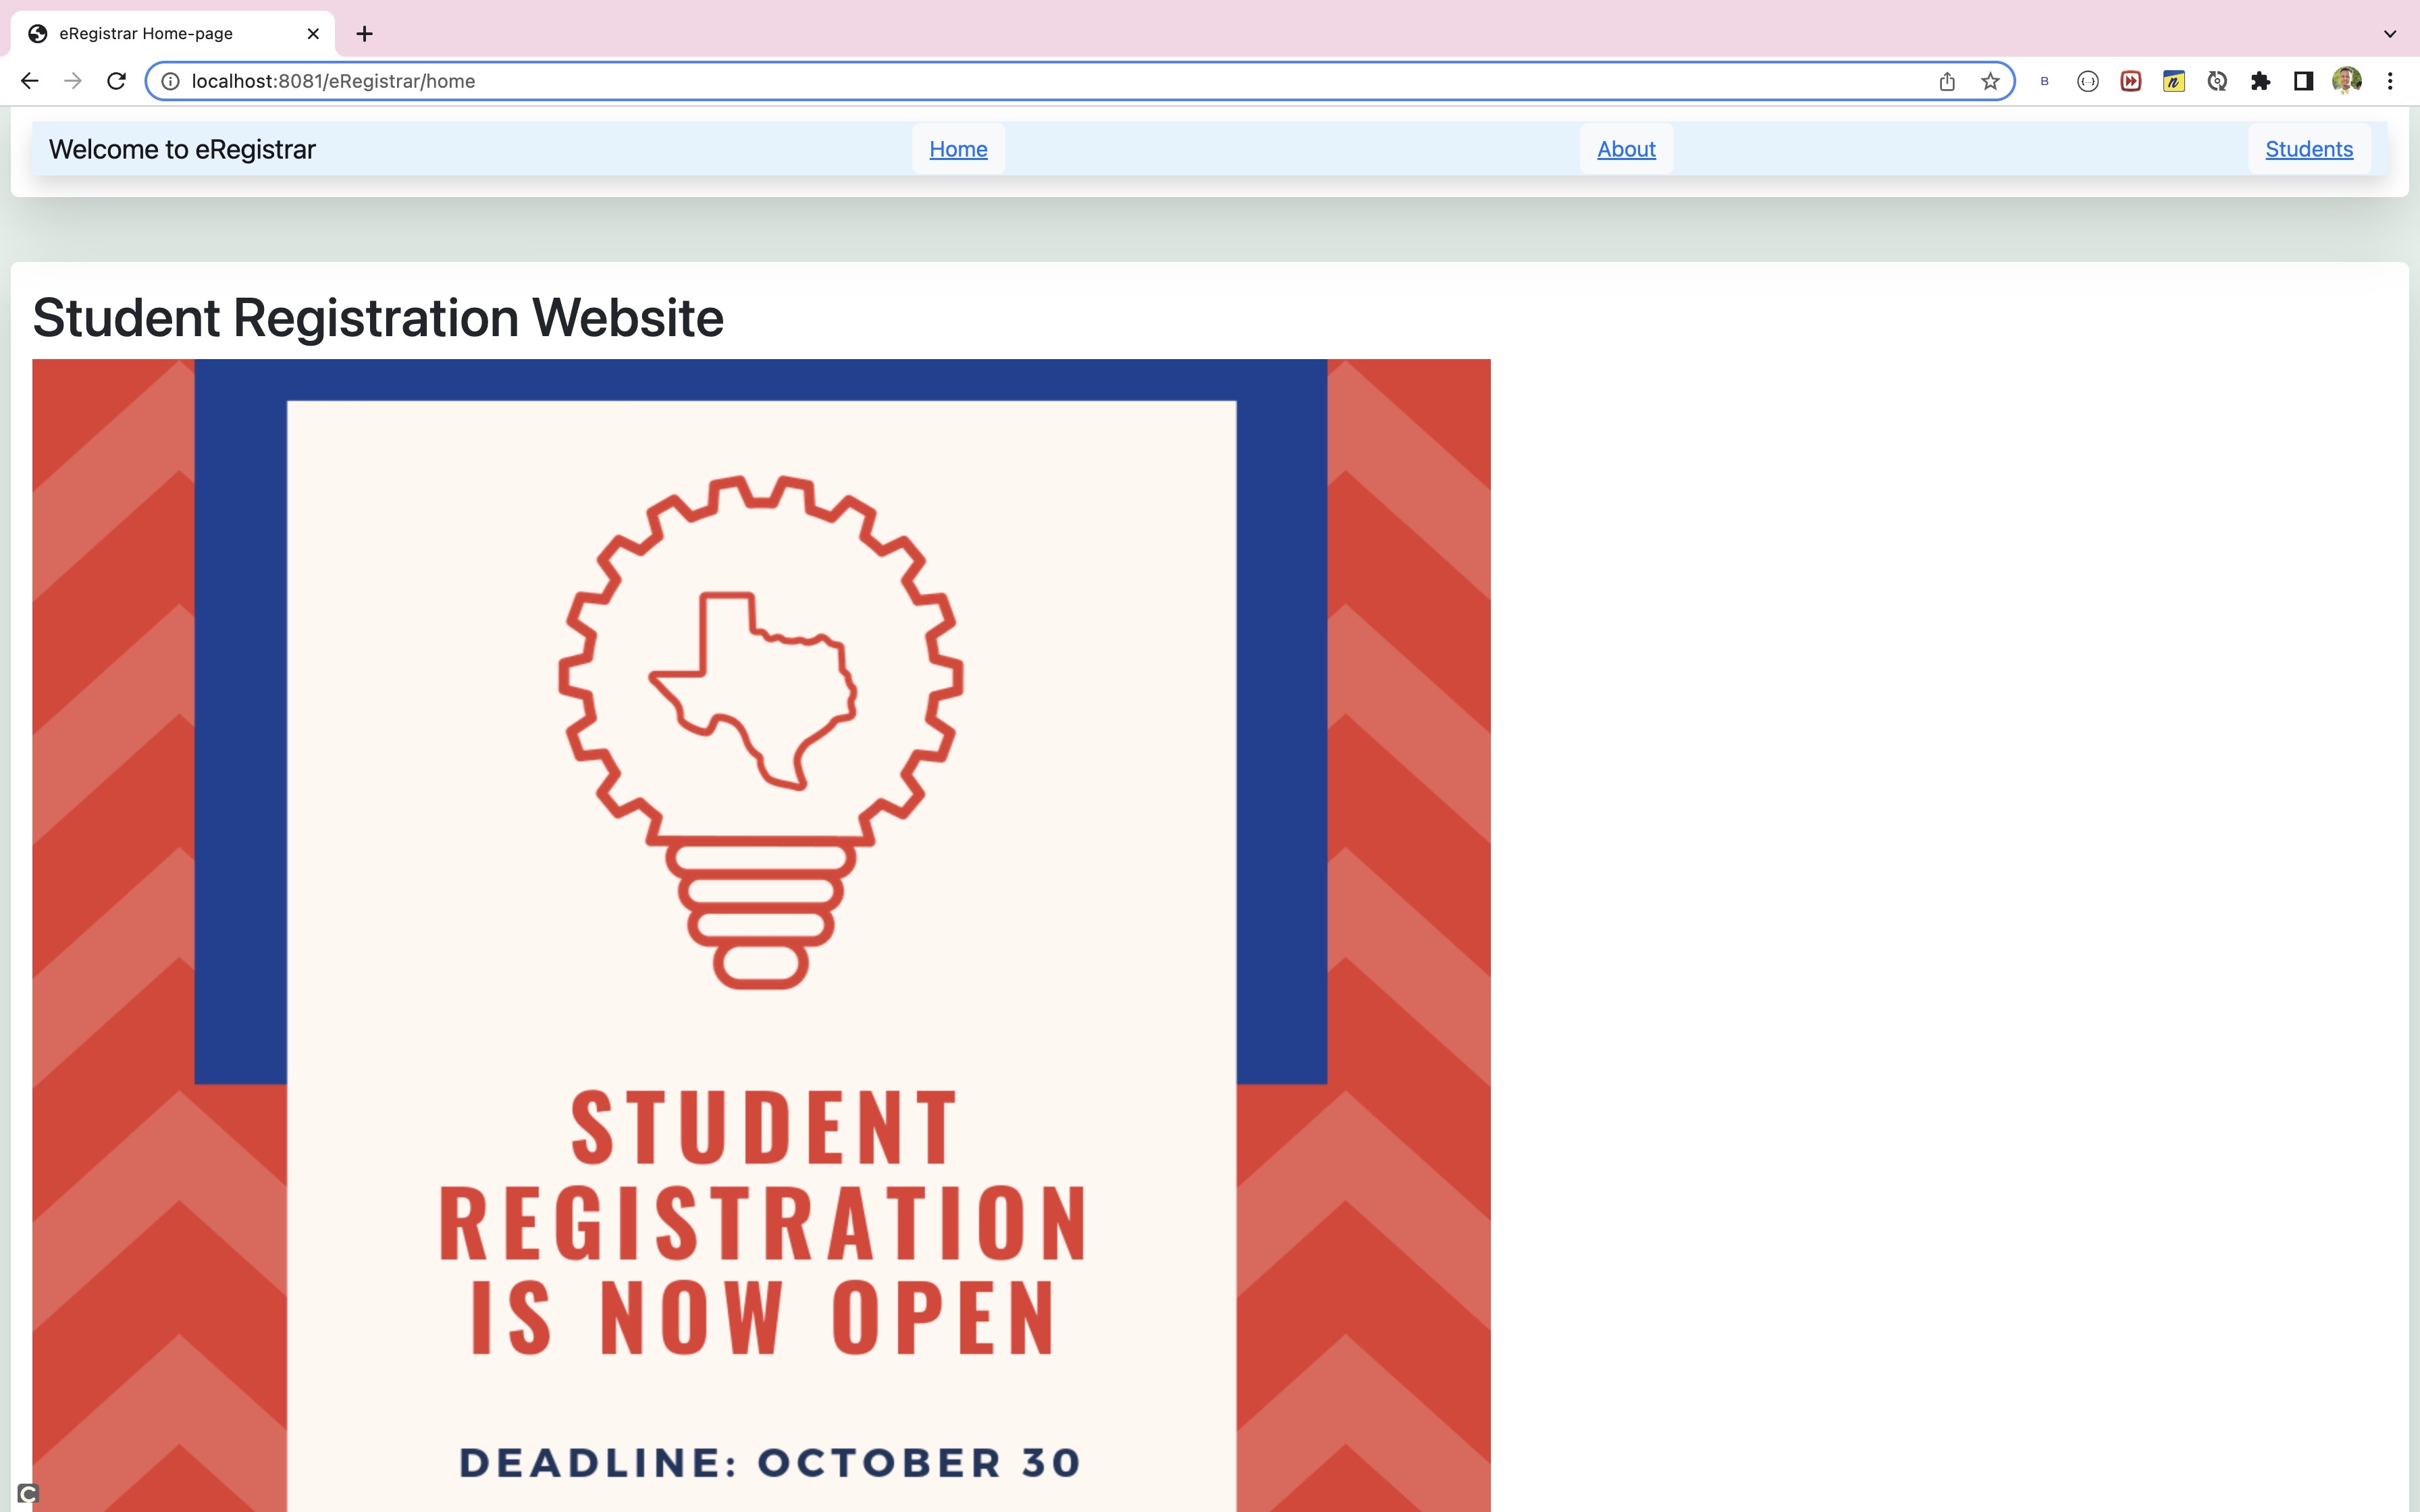 eRegistrar Home-page
localhost:8081/eRegistrar/home
B
n
Welcome to eRegistrar
Home
About
Students
Student Registration Website
STUDENT
REGISTRATION
IS NOW OPEN
DEADLINE: OCTOBER 30
C